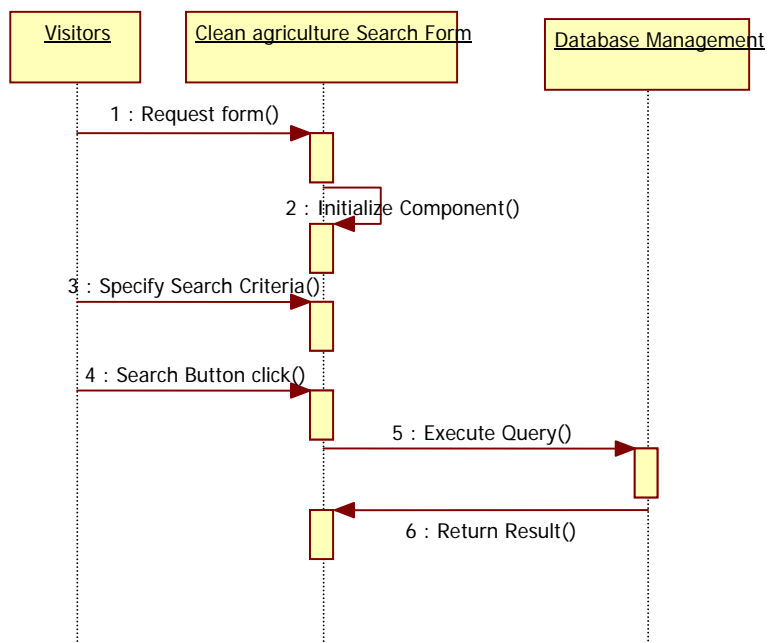 Visitors
Clean agriculture Search Form
Database Management
1 : Request form()
2 : Initialize Component()
3 : Specify Search Criteria()
4 : Search Button click()
5 : Execute Query()
6 : Return Result()